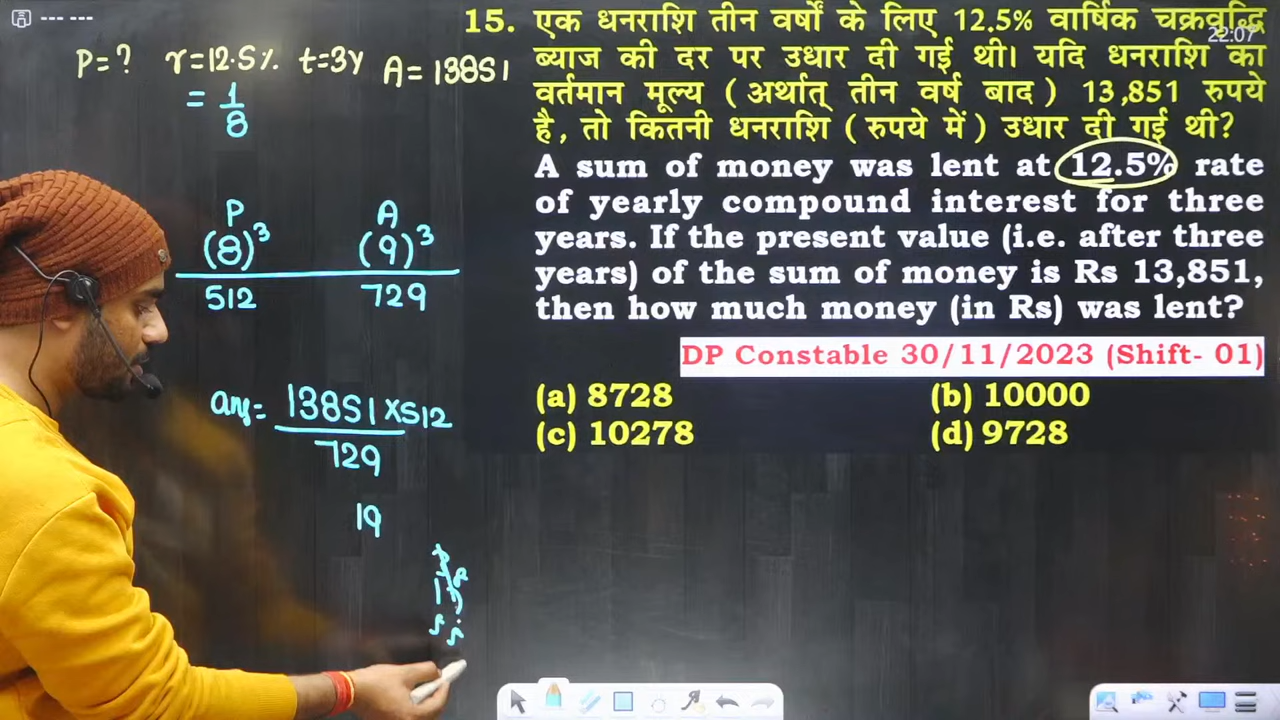 15. एक धनराशि तीन वर्षों के लिए 12.5% वार्षिक चक्रवृद्धि
ब्याज की दर पर उधार दी गई थी। यदि धनराशि का
वर्तमान मूल्य (अर्थात् तीन वर्ष बाद) 13,851 रुपये
है, तो कितनी धनराशि (रुपये में) उधार दी गई थी?
22:07
A sum of money was lent at 12.5% rate
of yearly compound interest for three
years. If the present value (i.e. after three
years) of the sum of money is Rs 13,851,
then how much money (in Rs) was lent?
DP Constable 30/11/2023 (Shift- 01)
(a) 8728 (b) 10000
(c) 10278 (d) 9728
P=? r=12.5% t=3y A=13851
= 1/8
P A
(8)³ (9)³
512 729
ans= 13851×512
729
19